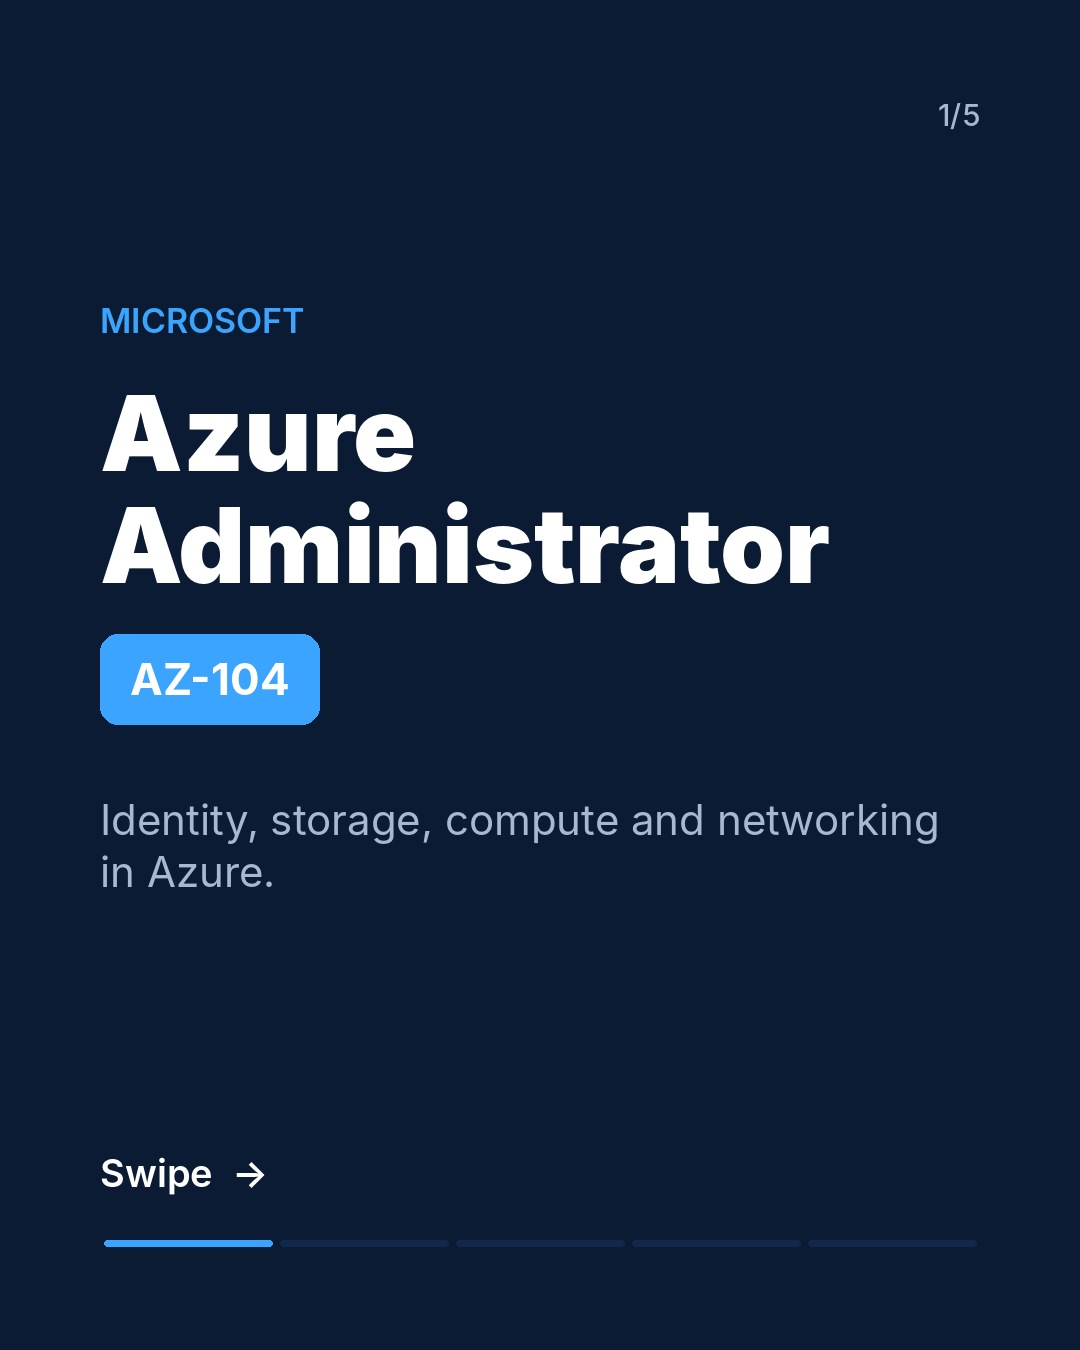 1/5
MICROSOFT
Azure
Administrator
AZ-104
Identity, storage, compute and networking
in Azure.
Swipe →